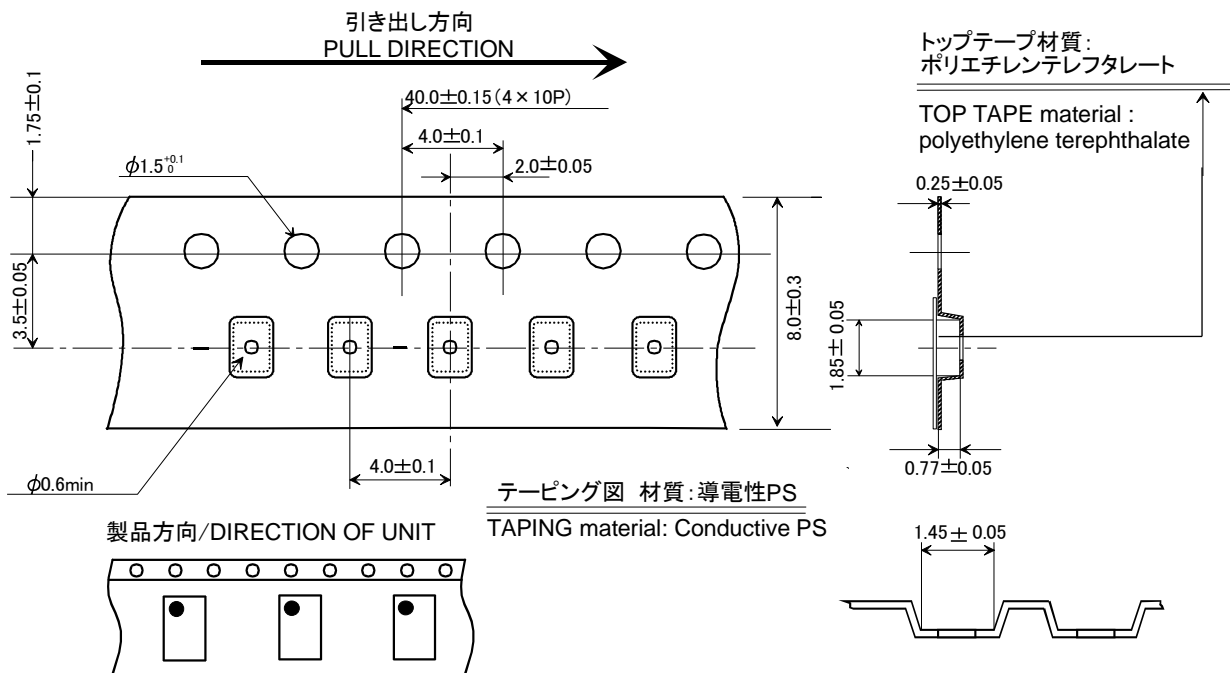 引き出し方向
PULL DIRECTION
トップテープ材質：
ポリエチレンテレフタレート
TOP TAPE material :
polyethylene terephthalate
1.75±0.1
40.0±0.15(4×10P)
4.0±0.1
2.0±0.05
φ1.5 +0.1 0
0.25±0.05
3.5±0.05
8.0±0.3
1.85±0.05
0.77±0.05
4.0±0.1
φ0.6min
テーピング図 材質：導電性PS
TAPING material: Conductive PS
製品方向/DIRECTION OF UNIT
1.45±0.05